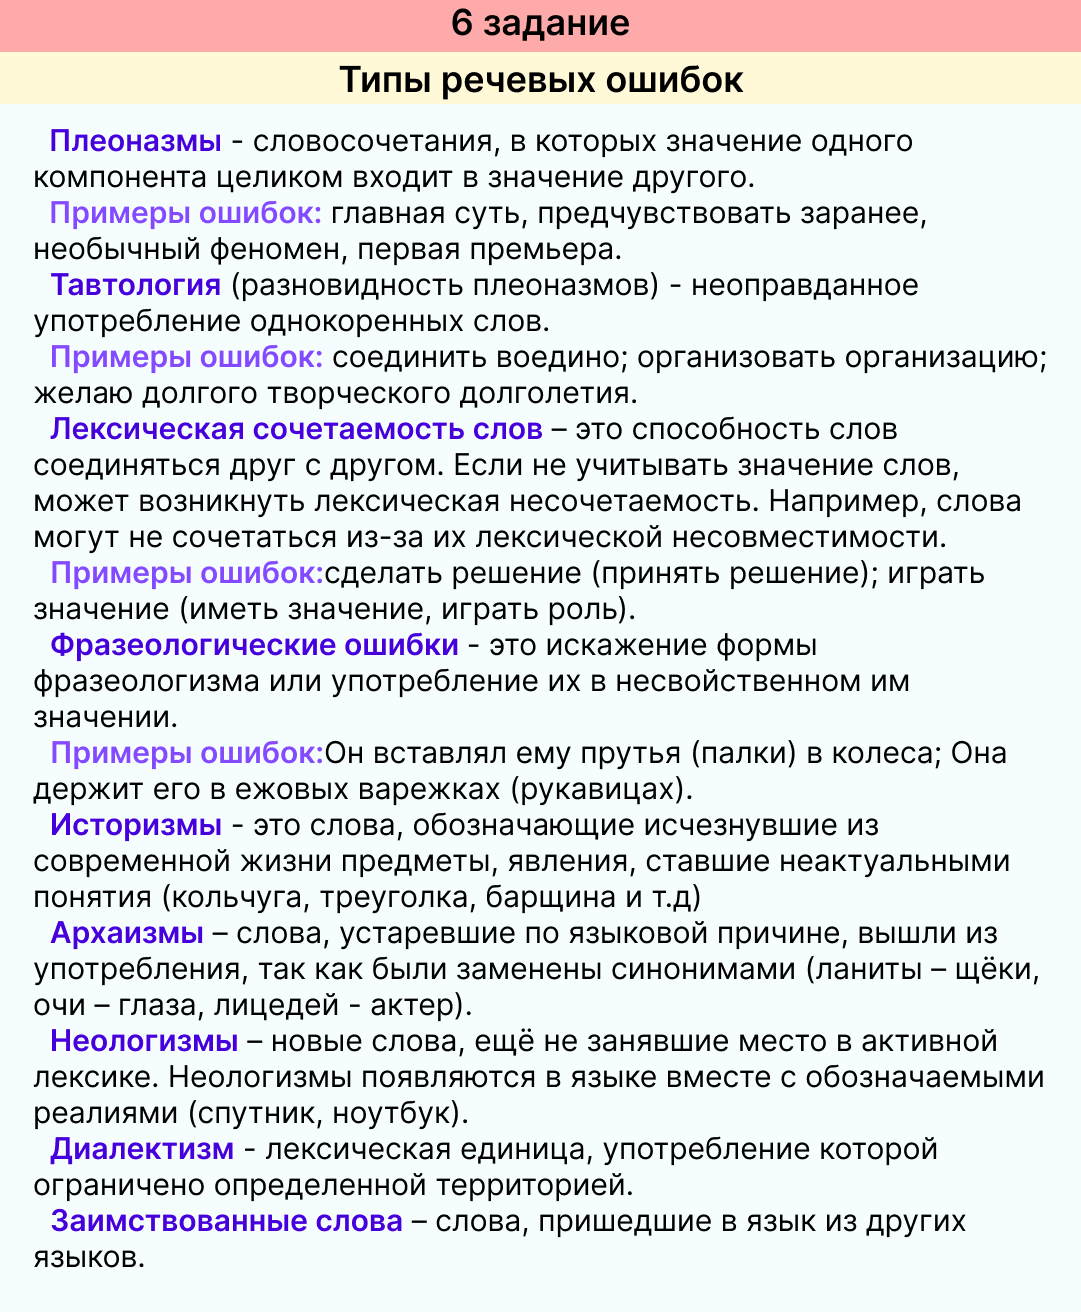 6 задание
Типы речевых ошибок
Плеоназмы - словосочетания, в которых значение одного
компонента целиком входит в значение другого.
Примеры ошибок: главная суть, предчувствовать заранее,
необычный феномен, первая премьера.
Тавтология (разновидность плеоназмов) - неоправданное
употребление однокоренных слов.
Примеры ошибок: соединить воедино; организовать организацию;
желаю долгого творческого долголетия.
Лексическая сочетаемость слов – это способность слов
соединяться друг с другом. Если не учитывать значение слов,
может возникнуть лексическая несочетаемость. Например, слова
могут не сочетаться из-за их лексической несовместимости.
Примеры ошибок:сделать решение (принять решение); играть
значение (иметь значение, играть роль).
Фразеологические ошибки - это искажение формы
фразеологизма или употребление их в несвойственном им
значении.
Примеры ошибок:Он вставлял ему прутья (палки) в колеса; Она
держит его в ежовых варежках (рукавицах).
Историзмы - это слова, обозначающие исчезнувшие из
современной жизни предметы, явления, ставшие неактуальными
понятия (кольчуга, треуголка, барщина и т.д)
Архаизмы – слова, устаревшие по языковой причине, вышли из
употребления, так как были заменены синонимами (ланиты – щёки,
очи – глаза, лицедей - актер).
Неологизмы – новые слова, ещё не занявшие место в активной
лексике. Неологизмы появляются в языке вместе с обозначаемыми
реалиями (спутник, ноутбук).
Диалектизм - лексическая единица, употребление которой
ограничено определенной территорией.
Заимствованные слова – слова, пришедшие в язык из других
языков.